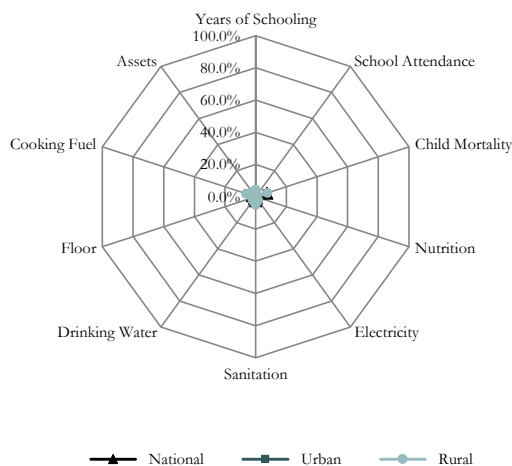 Years of Schooling
100.0%
Assets
School Attendance
80.0%
60.0%
40.0%
Cooking Fuel
Child Mortality
20.0%
0.0%
Floor
Nutrition
Drinking Water
Electricity
Sanitation
National Urban Rural